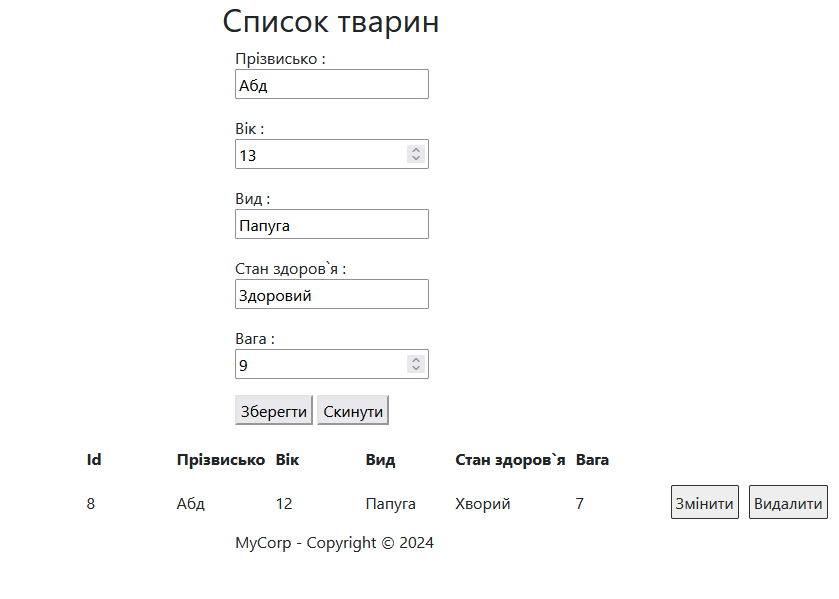 Список тварин
Прізвисько :
Абд
Вік :
13
Вид :
Папуга
Стан здоров`я :
Здоровий
Вага :
9
Зберегти Скинути
Id Прізвисько Вік Вид Стан здоров`я Вага
8 Абд 12 Папуга Хворий 7 Змінити Видалити
MyCorp - Copyright © 2024